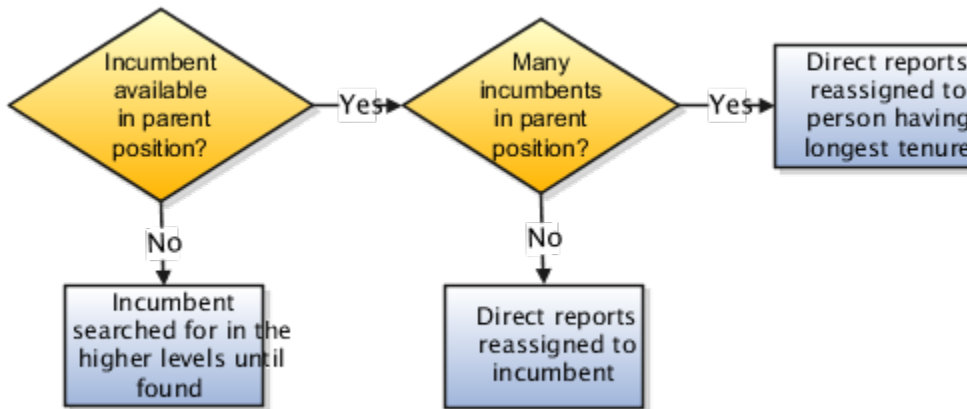 Incumbent
available
in parent
position?
Yes
Many
incumbents
in parent
position?
Yes
Direct reports
reassigned to
person having
longest tenure
No
No
Incumbent
searched for in the
higher levels until
found
Direct reports
reassigned to
incumbent